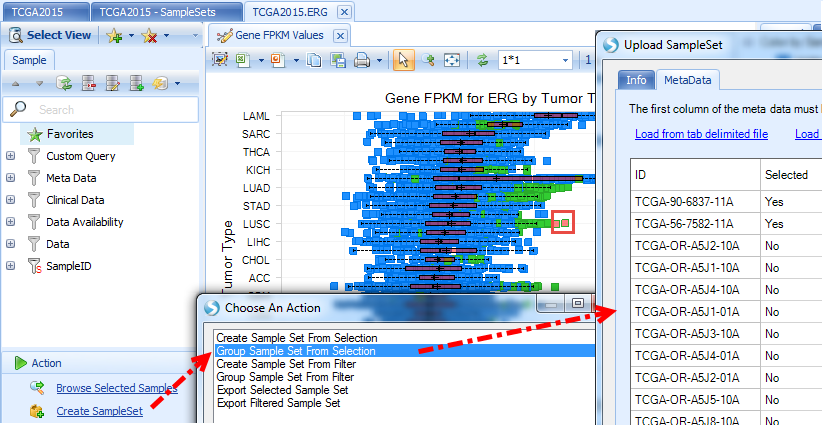 TCGA2015
TCGA2015 - SampleSets
TCGA2015.ERG
Select View
Gene FPKM Values
Sample
Search
Favorites
Custom Query
Meta Data
Clinical Data
Data Availability
Data
SampleID
Action
Browse Selected Samples
Create SampleSet
1*1
Gene FPKM for ERG by Tumor T
Tumor Type
LAML
SARC
THCA
KICH
LUAD
STAD
LUSC
LIHC
CHOL
ACC
Choose An Action
Create Sample Set From Selection
Group Sample Set From Selection
Create Sample Set From Filter
Group Sample Set From Filter
Export Selected Sample Set
Export Filtered Sample Set
Upload SampleSet
Info
MetaData
The first column of the meta data must
Load from tab delimited file
Load
ID Selected
TCGA-90-6837-11A Yes
TCGA-56-7582-11A Yes
TCGA-OR-A5J2-10A No
TCGA-OR-A5J1-10A No
TCGA-OR-A5J4-10A No
TCGA-OR-A5J1-01A No
TCGA-OR-A5J3-10A No
TCGA-OR-A5J4-01A No
TCGA-OR-A5J2-01A No
TCGA-OR-A5J5-10A No
TCGA-OR-A5J8-10A No